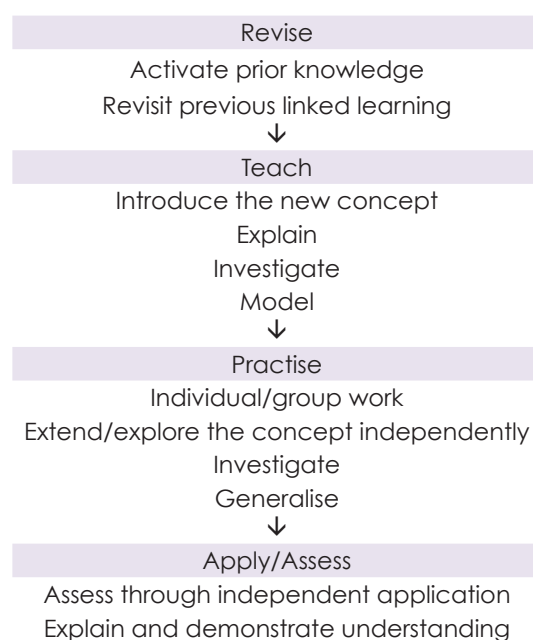 Revise
Activate prior knowledge
Revisit previous linked learning
↓
Teach
Introduce the new concept
Explain
Investigate
Model
↓
Practise
Individual/group work
Extend/explore the concept independently
Investigate
Generalise
↓
Apply/Assess
Assess through independent application
Explain and demonstrate understanding